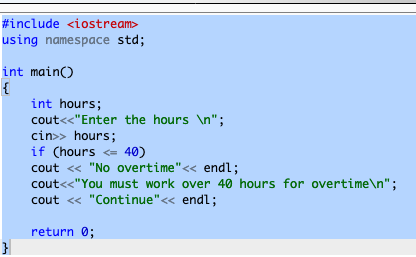 #include <iostream>
using namespace std;
int main()
{
int hours;
cout<<"Enter the hours \n";
cin>> hours;
if (hours <= 40)
cout << "No overtime"<< endl;
cout<<"You must work over 40 hours for overtime\n";
cout << "Continue"<< endl;
return 0;
}